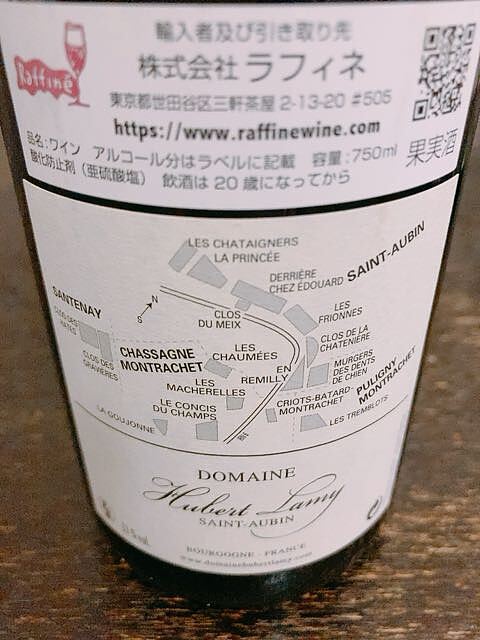 輸入者及び引き取り先
Raffiné
株式会社 ラフィネ
東京都世田谷区三軒茶屋 2-13-20 #505
https://www.raffinewine.com
品名:ワイン アルコール分はラベルに記載 容量:750ml
果実酒
酸化防止剤(亜硫酸塩) 飲酒は 20 歳になってから
LES CHATAIGNERS
LA PRINCÉE
SAINT-AUBIN
DERRIÈRE
CHEZ ÉDOUARD
SANTENAY
N
S
CLOS
DU MEIX
LES
FRIONNES
CLOS DES
HATES
CLOS DES
GRAVIÈRES
CHASSAGNE
MONTRACHET
LES
CHAUMÉES
CLOS DE LA
CHATENIÈRE
EN
REMILLY
MURGERS
DES DENTS
DE CHIEN
LES
MACHERELLES
PULIGNY
MONTRACHET
CRIOTS-BATARD-
MONTRACHET
LE CONCIS
DU CHAMPS
LES TREMBLOTS
LA GOUJONNE
DOMAINE
Hubert Lamy
SAINT-AUBIN
BOURGOGNE - FRANCE
www.domainehubertlamy.com